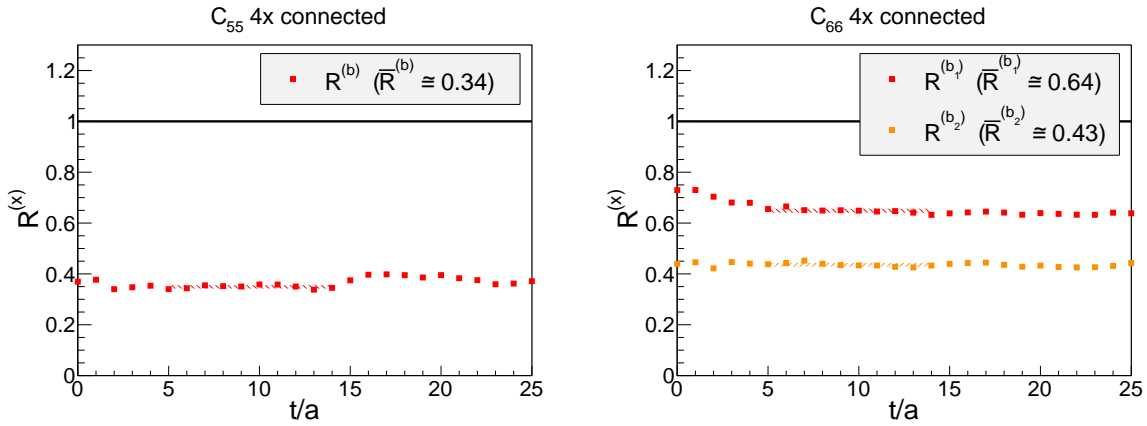 C₅₅ 4x connected
R⁽ᵇ⁾ (R̅⁽ᵇ⁾ ≅ 0.34)
1.2
1
0.8
0.6
0.4
0.2
0
R⁽ˣ⁾
0 5 10 15 20 25
t/a
C₆₆ 4x connected
R^(b₁) (R̅^(b₁) ≅ 0.64)
R^(b₂) (R̅^(b₂) ≅ 0.43)
1.2
1
0.8
0.6
0.4
0.2
0
R⁽ˣ⁾
0 5 10 15 20 25
t/a